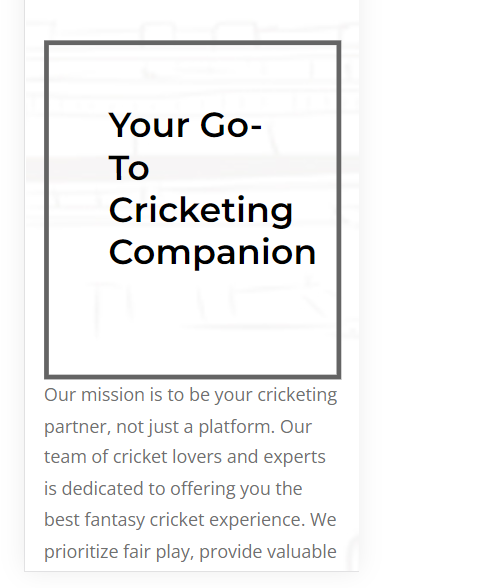 Your Go-
To
Cricketing
Companion
Our mission is to be your cricketing
partner, not just a platform. Our
team of cricket lovers and experts
is dedicated to offering you the
best fantasy cricket experience. We
prioritize fair play, provide valuable